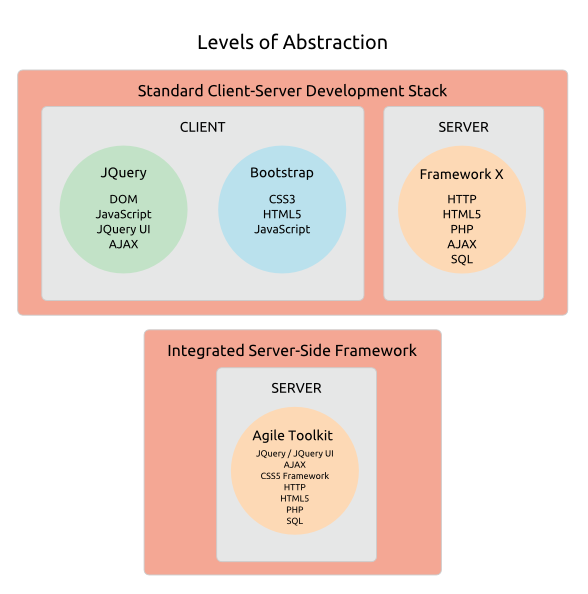 Levels of Abstraction
Standard Client-Server Development Stack
CLIENT
JQuery
DOM
JavaScript
JQuery UI
AJAX
Bootstrap
CSS3
HTML5
JavaScript
SERVER
Framework X
HTTP
HTML5
PHP
AJAX
SQL
Integrated Server-Side Framework
SERVER
Agile Toolkit
JQuery / JQuery UI
AJAX
CSS5 Framework
HTTP
HTML5
PHP
SQL